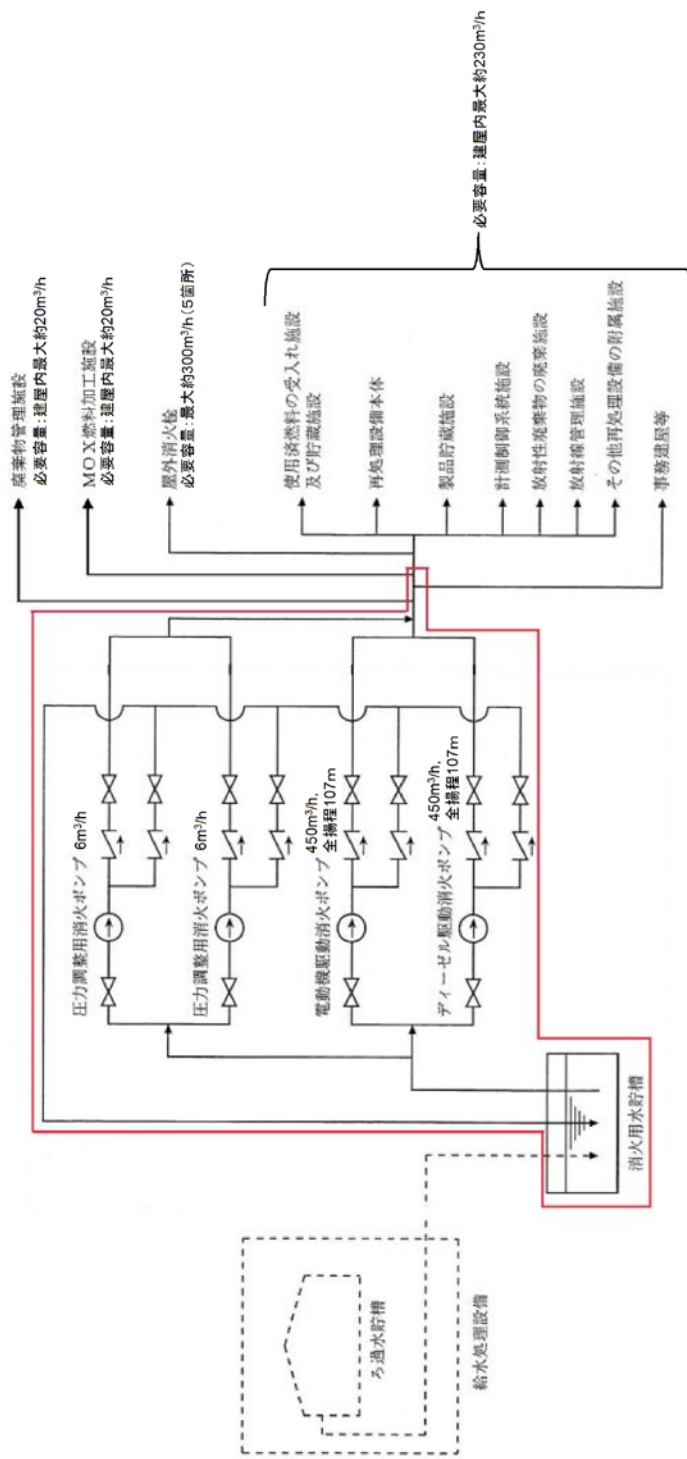 廃棄物管理施設
必要容量：建屋内最大約20m³/h
MOX燃料加工施設
必要容量：建屋内最大約20m³/h
屋外消火栓
必要容量：最大約300m³/h（5箇所）
使用済燃料の受入れ施設
及び貯蔵施設
再処理設備本体
製品貯蔵施設
計測制御系統施設
放射性廃棄物の廃棄施設
放射線管理施設
その他再処理設備の附属施設
事務建屋等
必要容量：建屋内最大約230m³/h
圧力調整用消火ポンプ 6m³/h
圧力調整用消火ポンプ 6m³/h
450m³/h,
全揚程107m
電動機駆動消火ポンプ
450m³/h,
全揚程107m
ディーゼル駆動消火ポンプ
消火用水貯槽
ろ過水貯槽
給水処理設備